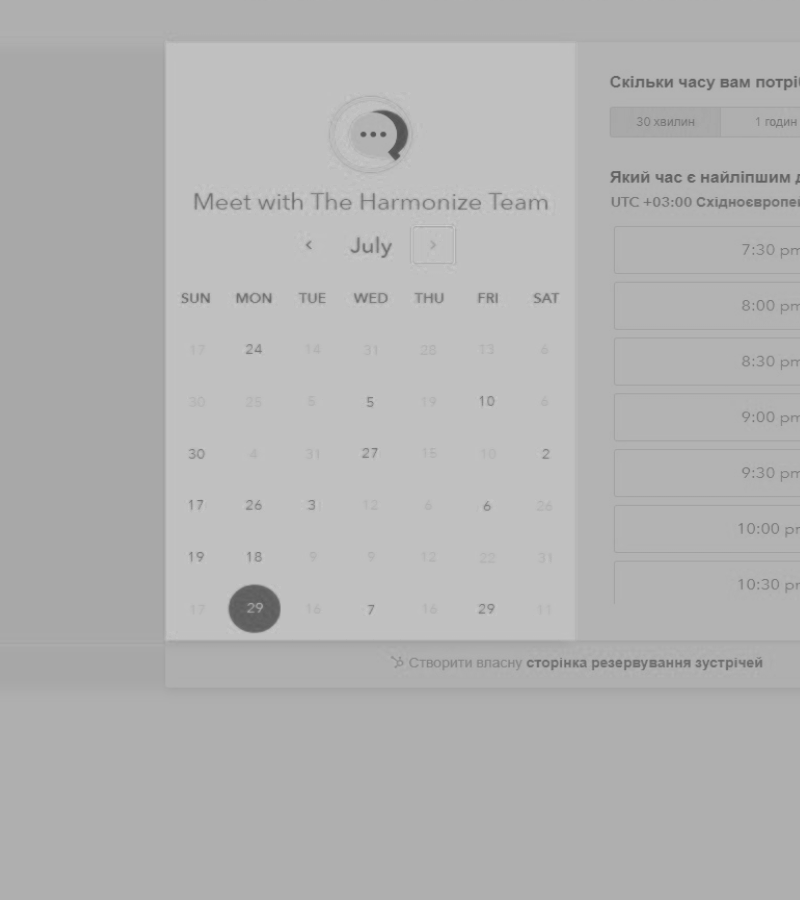 Meet with The Harmonize Team
July
SUN MON TUE WED THU FRI SAT
17 24 14 31 28 13 6
30 25 5 5 19 10 6
30 4 31 27 15 10 2
17 26 3 12 6 6 26
19 18 9 9 12 22 31
17 29 16 7 16 29 11
Скільки часу вам потрі
30 хвилин 1 годин
Який час є найліпшим
UTC +03:00 Східноєвропе
7:30 pm
8:00 pm
8:30 pm
9:00 pm
9:30 pm
10:00 pm
10:30 pm
Створити власну сторінка резервування зустрічей